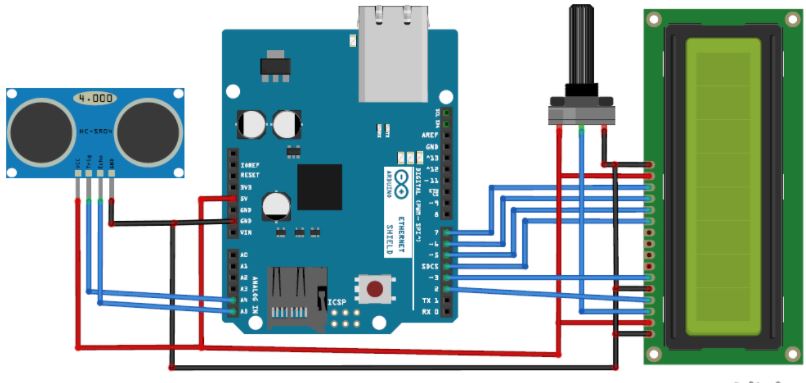 4.000
HC-SR04
VCC
Trig
Echo
GND
IOREF
RESET
3V3
5V
GND
GND
VIN
A0
A1
A2
A3
A4
A5
ANALOG IN
ICSP
ARDUINO
ETHERNET
SHIELD
DIGITAL (PWM~SPI*)
SCL
SDA
AREF
GND
*13
*12
~9
8
7
~6
~5
SDCS
~3
2
TX 1
RX 0